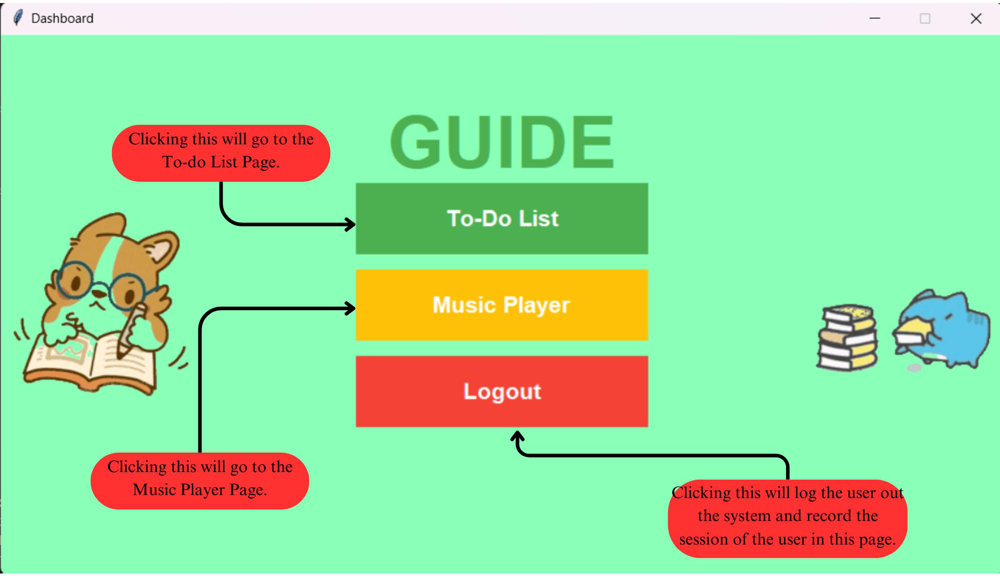 Dashboard
GUIDE
Clicking this will go to the
To-do List Page.
To-Do List
Music Player
Logout
Clicking this will go to the
Music Player Page.
Clicking this will log the user out
the system and record the
session of the user in this page.